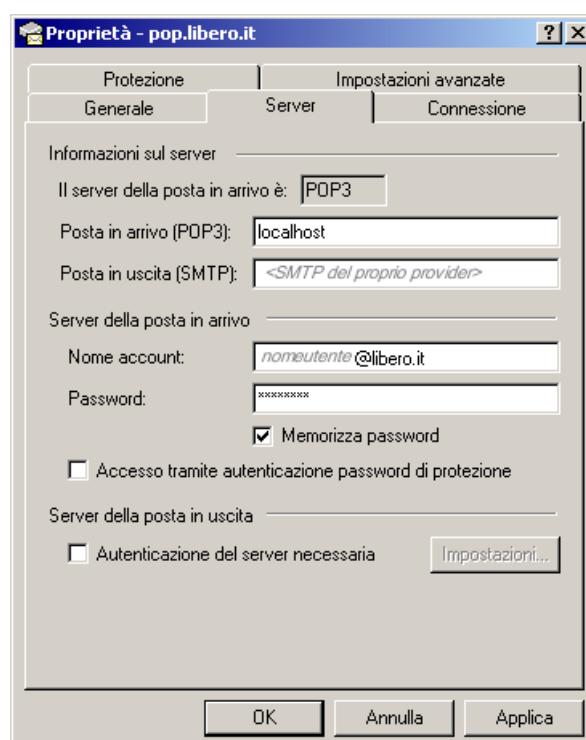 Proprietà - pop.libero.it
Protezione Impostazioni avanzate
Generale Server Connessione
Informazioni sul server
Il server della posta in arrivo è: POP3
Posta in arrivo (POP3): localhost
Posta in uscita (SMTP): <SMTP del proprio provider>
Server della posta in arrivo
Nome account: nomeutente @libero.it
Password: ××××××××
Memorizza password
Accesso tramite autenticazione password di protezione
Server della posta in uscita
Autenticazione del server necessaria Impostazioni...
OK Annulla Applica